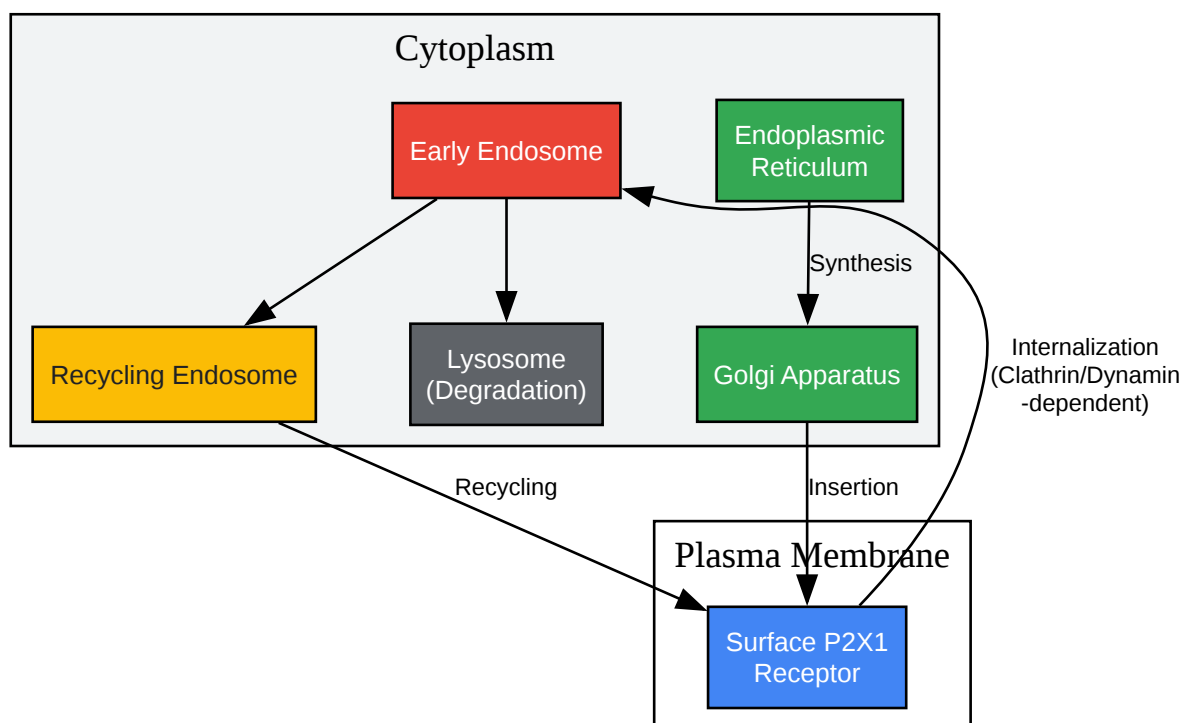 Cytoplasm
Early Endosome
Endoplasmic
Reticulum
Synthesis
Recycling Endosome
Lysosome
(Degradation)
Golgi Apparatus
Internalization
(Clathrin/Dynamin
-dependent)
Recycling
Insertion
Plasma Membrane
Surface P2X1
Receptor